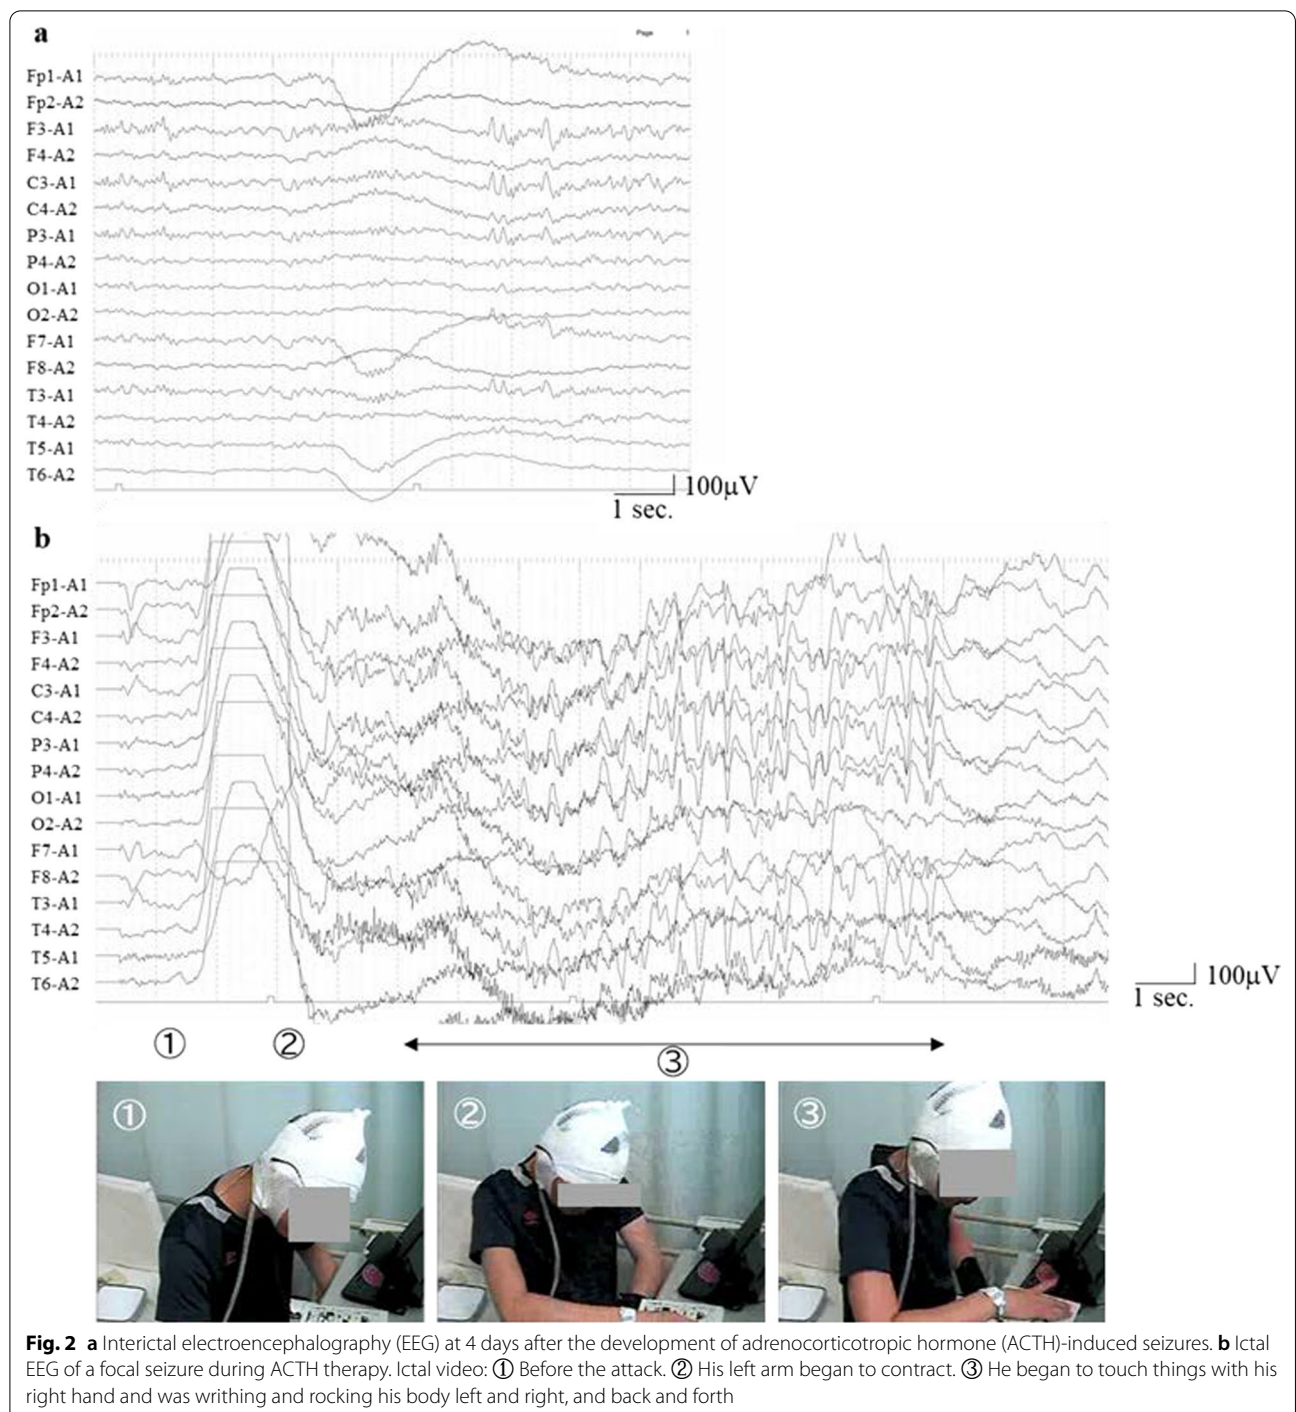 a
Page 1
Fp1-A1
Fp2-A2
F3-A1
F4-A2
C3-A1
C4-A2
P3-A1
P4-A2
O1-A1
O2-A2
F7-A1
F8-A2
T3-A1
T4-A2
T5-A1
T6-A2
100μV
1 sec.
b
Fp1-A1
Fp2-A2
F3-A1
F4-A2
C3-A1
C4-A2
P3-A1
P4-A2
O1-A1
O2-A2
F7-A1
F8-A2
T3-A1
T4-A2
T5-A1
T6-A2
100μV
1 sec.
① ②
③
① ② ③
Fig. 2 a Interictal electroencephalography (EEG) at 4 days after the development of adrenocorticotropic hormone (ACTH)-induced seizures. b Ictal
EEG of a focal seizure during ACTH therapy. Ictal video: ① Before the attack. ② His left arm began to contract. ③ He began to touch things with his
right hand and was writhing and rocking his body left and right, and back and forth